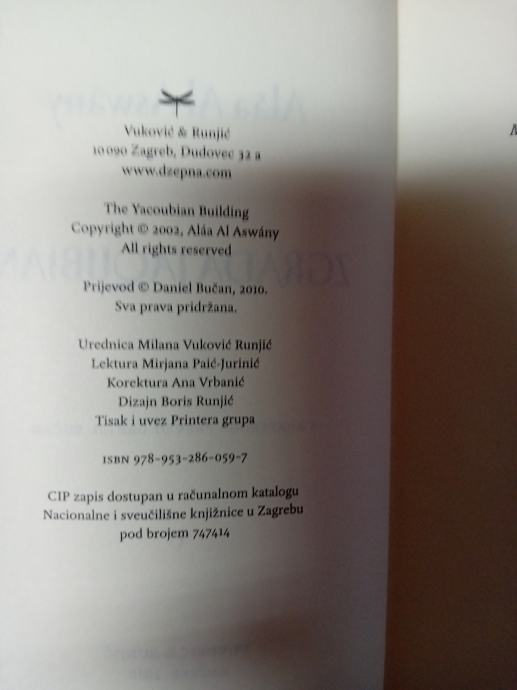 Vuković & Runjić
10090 Zagreb, Dudovec 32 a
www.dzepna.com
The Yacoubian Building
Copyright © 2002, Aláa Al Aswány
All rights reserved
Prijevod © Daniel Bučan, 2010.
Sva prava pridržana.
Urednica Milana Vuković Runjić
Lektura Mirjana Paić-Jurinić
Korektura Ana Vrbanić
Dizajn Boris Runjić
Tisak i uvez Printera grupa
ISBN 978-953-286-059-7
CIP zapis dostupan u računalnom katalogu
Nacionalne i sveučilišne knjižnice u Zagrebu
pod brojem 747414
M